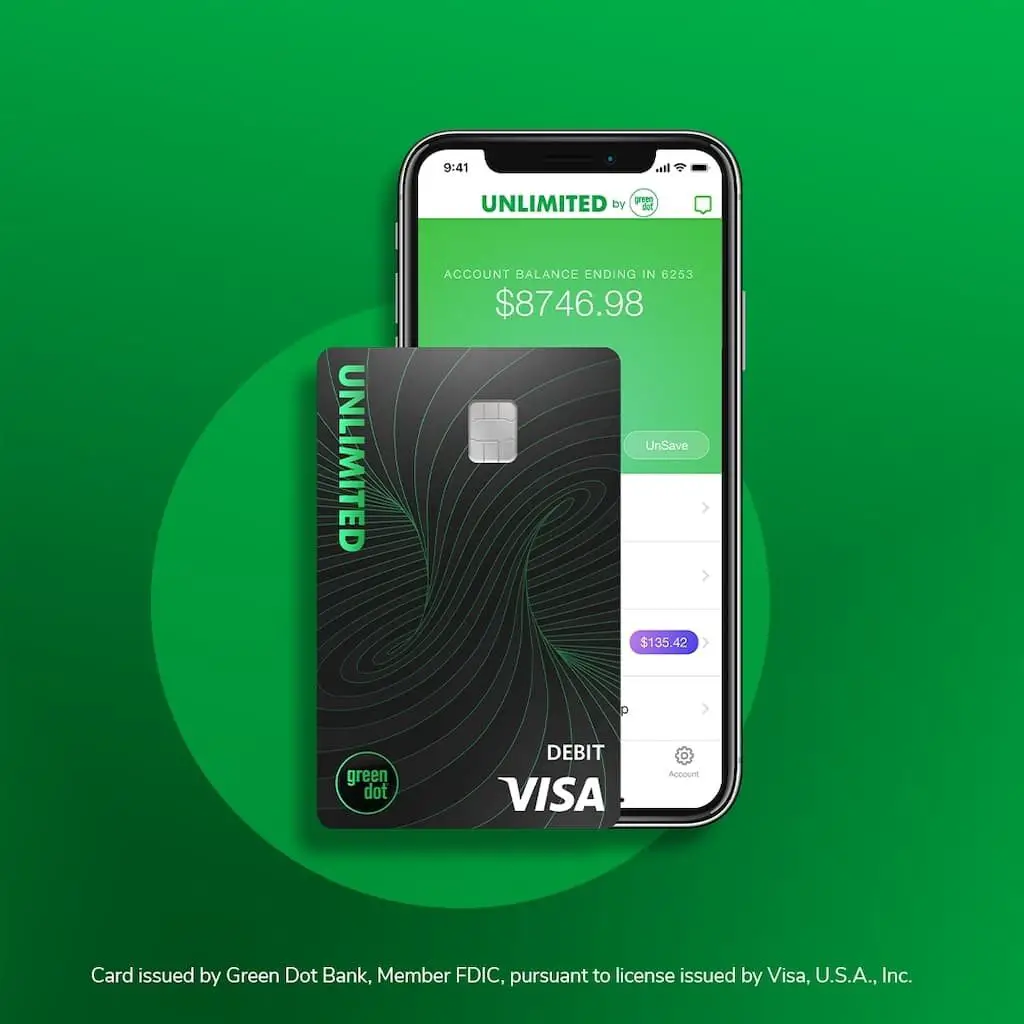 9:41
UNLIMITED by green dot
ACCOUNT BALANCE ENDING IN 6253
$8746.98
UNLIMITED
UnSave
$135.42
p
Account
DEBIT
VISA
green
dot
Card issued by Green Dot Bank, Member FDIC, pursuant to license issued by Visa, U.S.A., Inc.